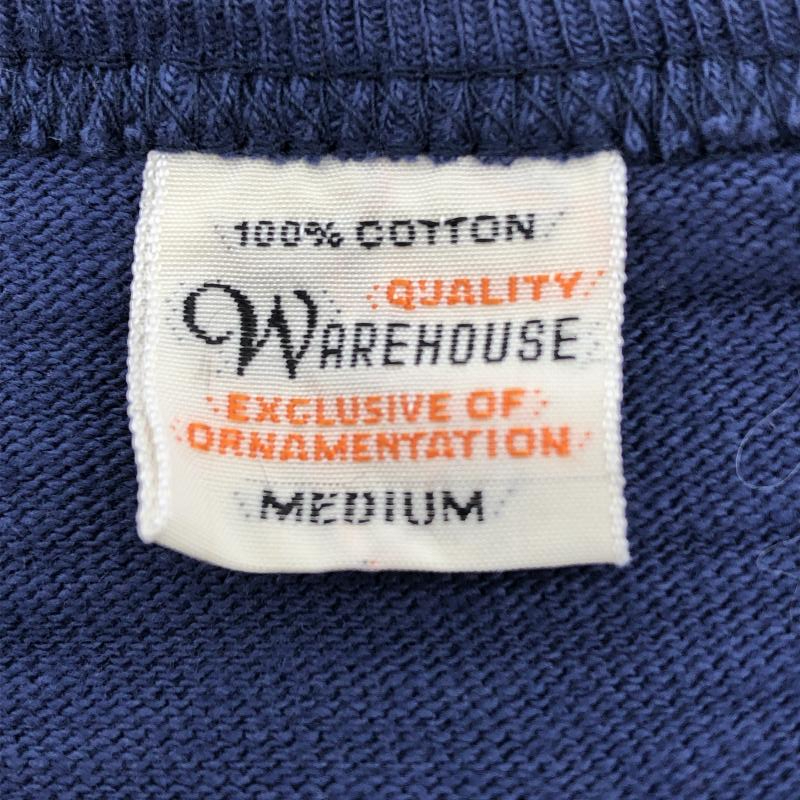 100% COTTON
QUALITY
WAREHOUSE
EXCLUSIVE OF
ORNAMENTATION
MEDIUM